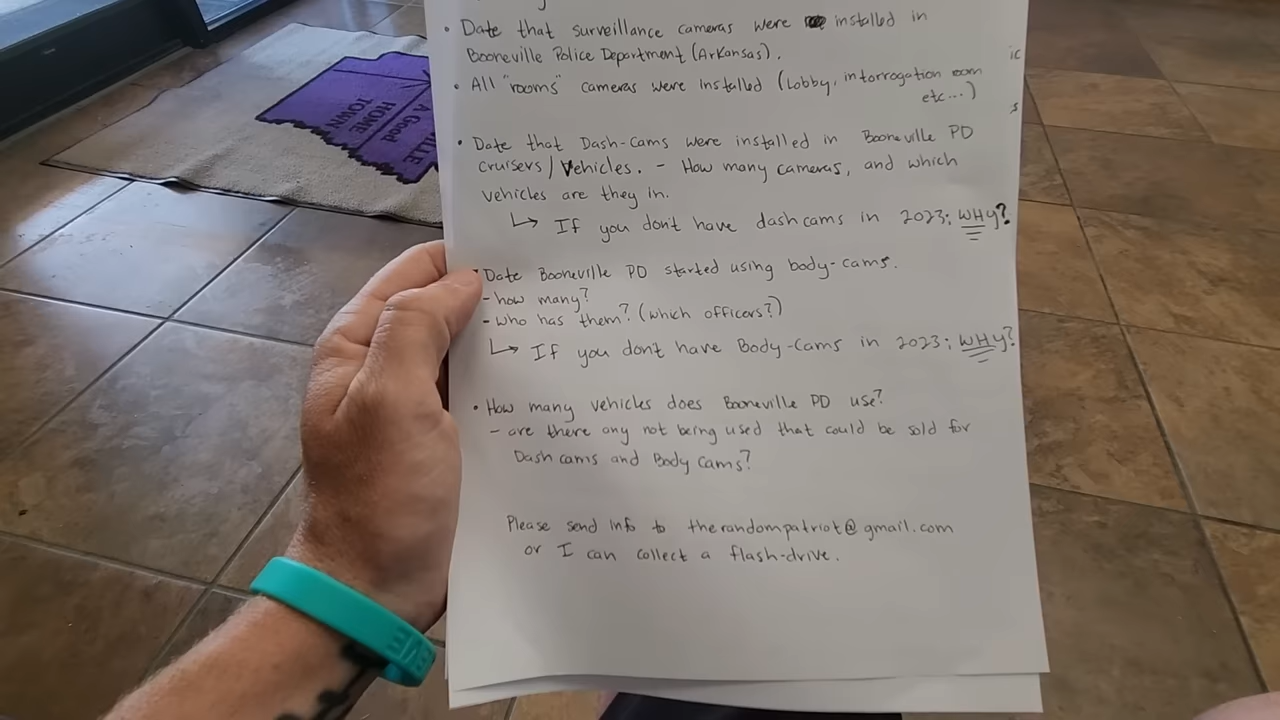 • Date that surveillance cameras were installed in
Booneville Police Department (Arkansas).
• All "rooms" cameras were installed (Lobby, intorrogation room
etc...)
• Date that Dash-Cams were installed in Booneville PD
cruisers/Vehicles. - How many cameras, and which
vehicles are they in.
↳ If you don't have dash cams in 2023; WHY?
• Date Booneville PD started using body-cams.
- how many?
- who has them? (which officers?)
↳ If you don't have Body-Cams in 2023; WHY?
• How many vehicles does Booneville PD use?
- are there any not being used that could be sold for
Dash cams and Body Cams?
Please send info to therandompatriot@gmail.com
or I can collect a flash-drive.
ic
s
VILLE
A Good
HOME
TOWN